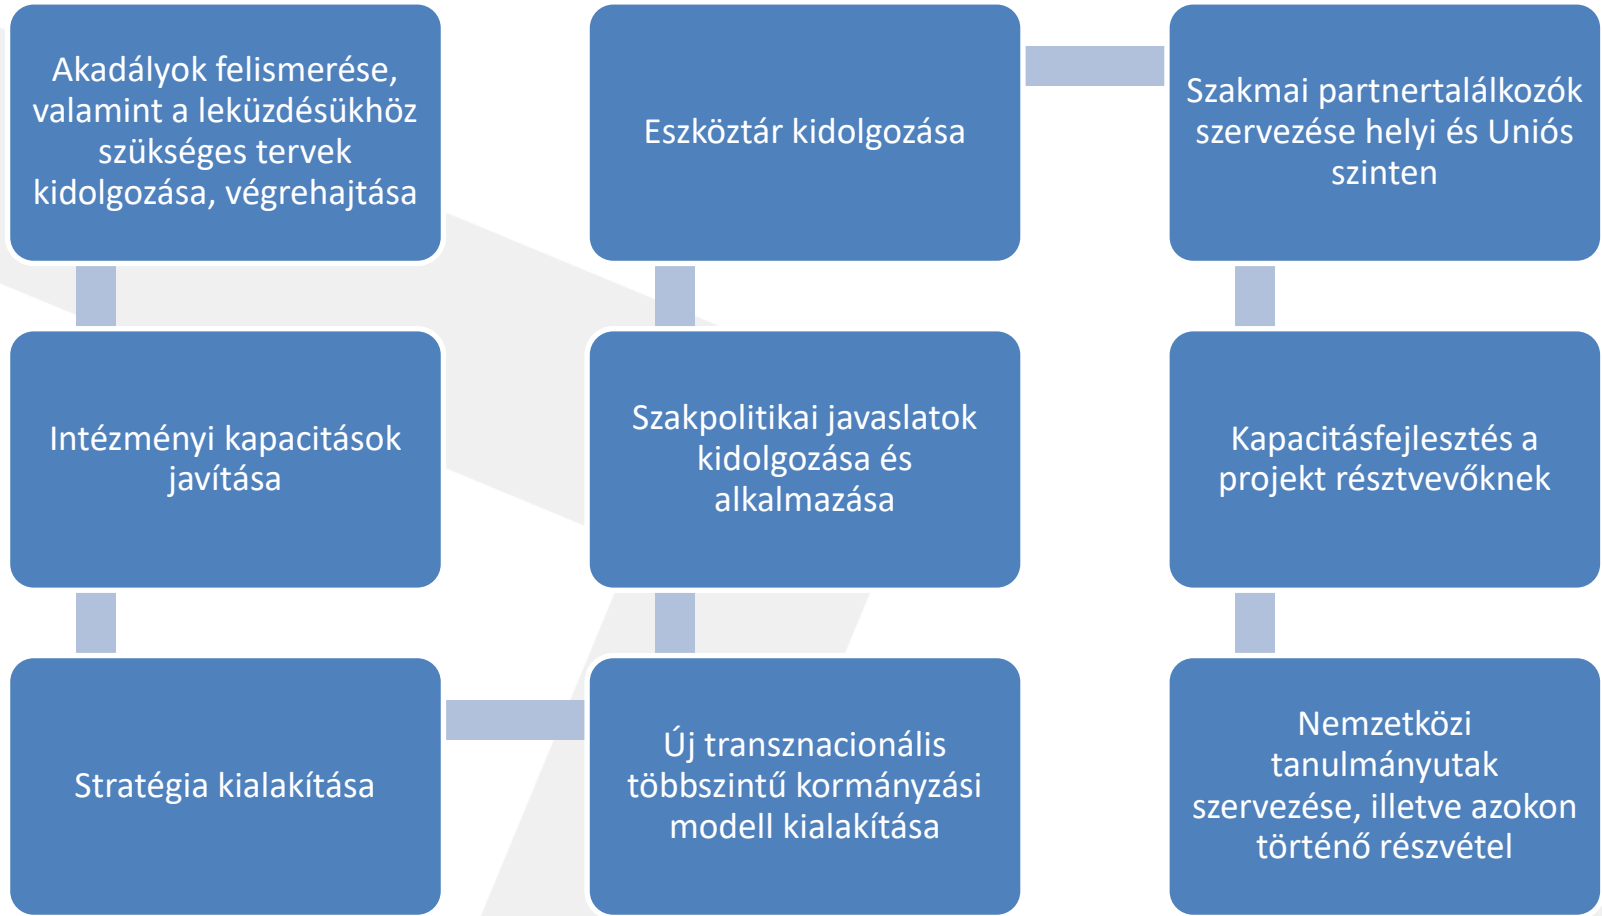 Akadályok felismerése,
valamint a leküzdésükhöz
szükséges tervek
kidolgozása, végrehajtása
Intézményi kapacitások
javítása
Stratégia kialakítása
Új transznacionális
többszintű kormányzási
modell kialakítása
Szakpolitikai javaslatok
kidolgozása és
alkalmazása
Eszköztár kidolgozása
Szakmai partnertalálkozók
szervezése helyi és Uniós
szinten
Kapacitásfejlesztés a
projekt résztvevőknek
Nemzetközi
tanulmányutak
szervezése, illetve azokon
történő részvétel